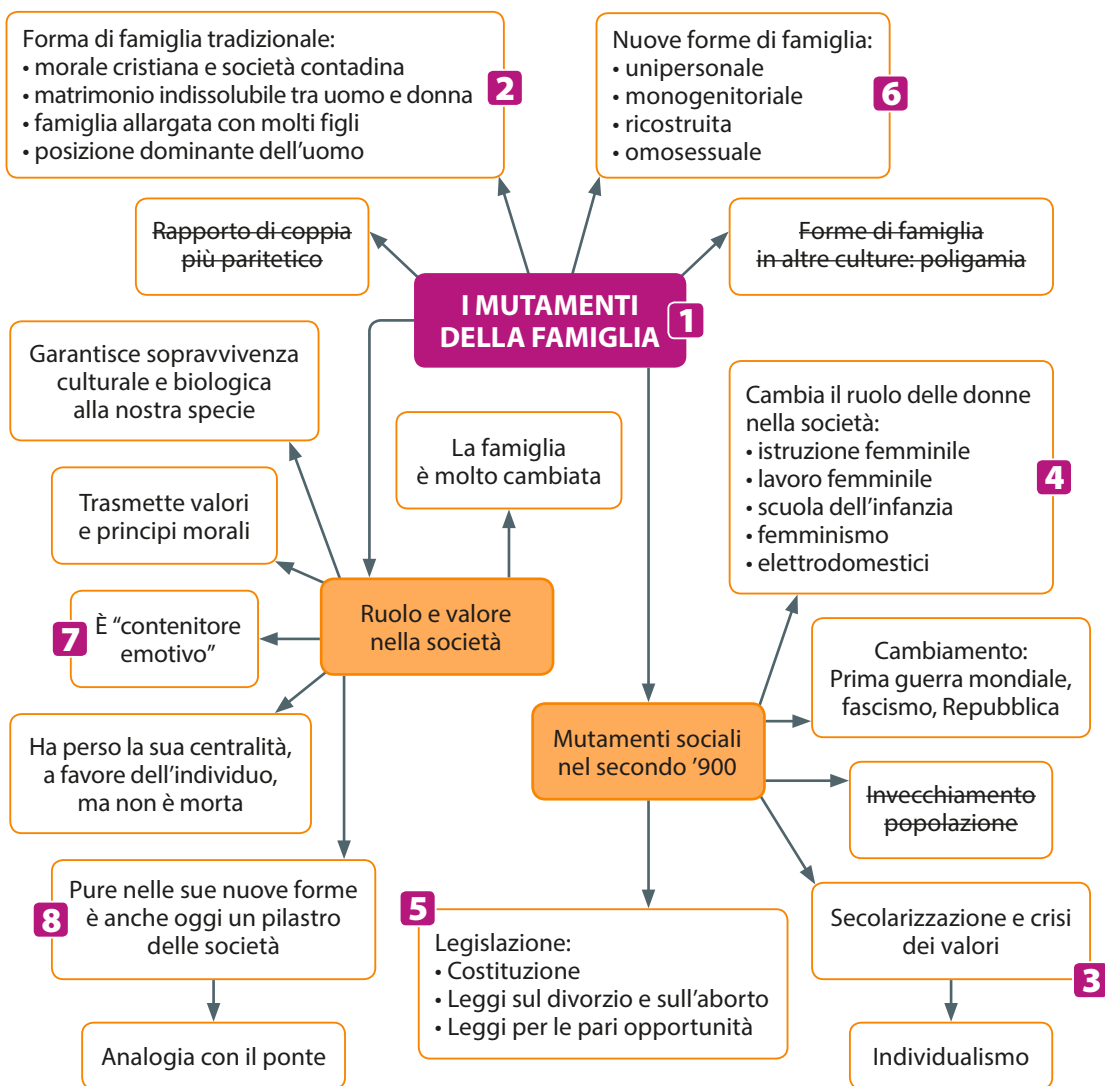 Forma di famiglia tradizionale:
• morale cristiana e società contadina
• matrimonio indissolubile tra uomo e donna
• famiglia allargata con molti figli
• posizione dominante dell'uomo
2
Nuove forme di famiglia:
• unipersonale
• monogenitoriale
• ricostruita
• omosessuale
6
Rapporto di coppia
più paritetico
Forme di famiglia
in altre culture: poligamia
I MUTAMENTI
DELLA FAMIGLIA
1
Garantisce sopravvivenza
culturale e biologica
alla nostra specie
La famiglia
è molto cambiata
Cambia il ruolo delle donne
nella società:
• istruzione femminile
• lavoro femminile
• scuola dell'infanzia
• femminismo
• elettrodomestici
4
Trasmette valori
e principi morali
Ruolo e valore
nella società
7
È “contenitore
emotivo”
Cambiamento:
Prima guerra mondiale,
fascismo, Repubblica
Ha perso la sua centralità,
a favore dell'individuo,
ma non è morta
Mutamenti sociali
nel secondo '900
Invecchiamento
popolazione
8
Pure nelle sue nuove forme
è anche oggi un pilastro
delle società
5
Legislazione:
• Costituzione
• Leggi sul divorzio e sull'aborto
• Leggi per le pari opportunità
Secolarizzazione e crisi
dei valori
3
Analogia con il ponte
Individualismo